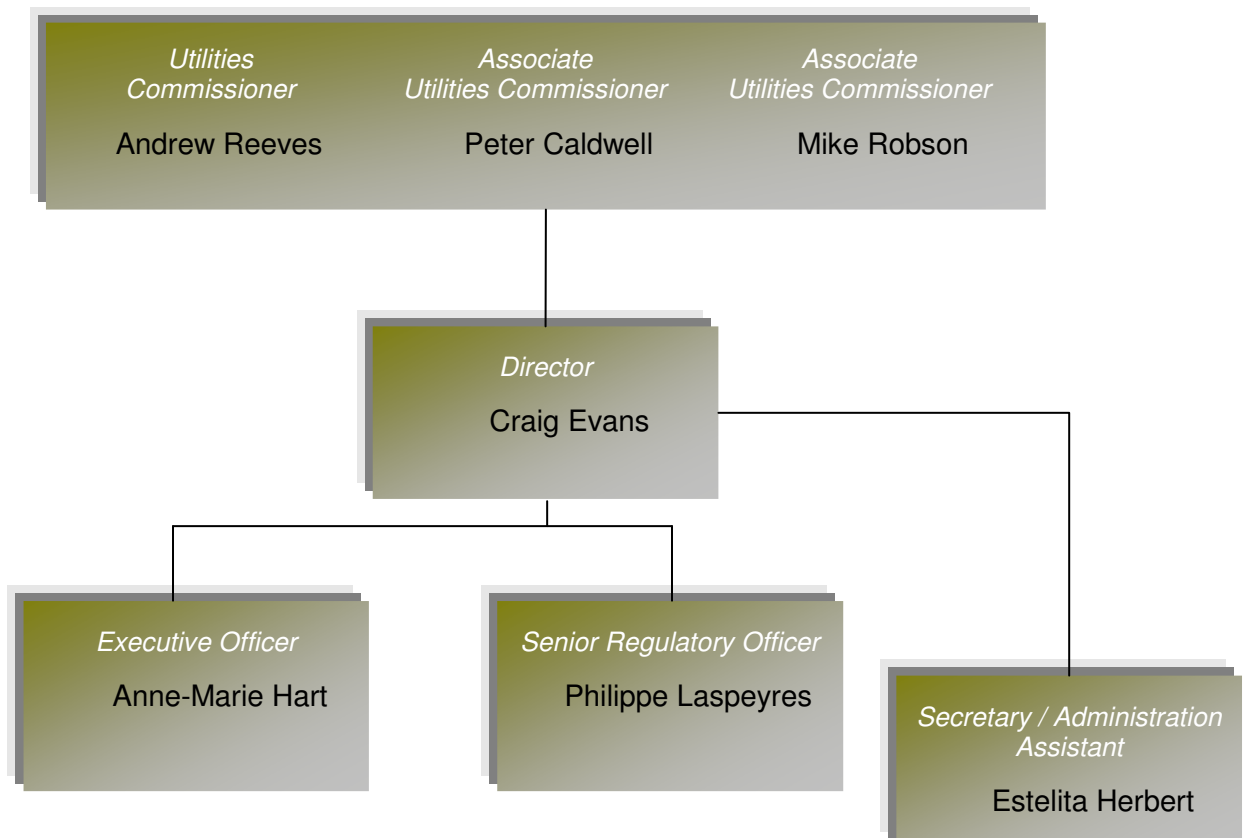 Utilities
Commissioner
Andrew Reeves
Associate
Utilities Commissioner
Peter Caldwell
Associate
Utilities Commissioner
Mike Robson
Director
Craig Evans
Executive Officer
Anne-Marie Hart
Senior Regulatory Officer
Philippe Laspeyres
Secretary / Administration
Assistant
Estelita Herbert